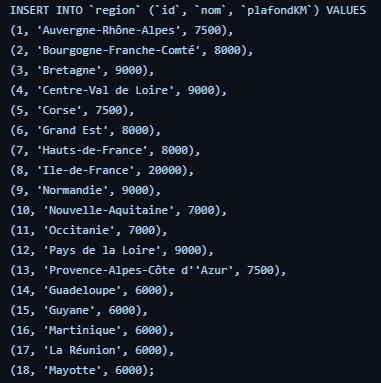 INSERT INTO `region` (`id`, `nom`, `plafondKM`) VALUES
(1, 'Auvergne-Rhône-Alpes', 7500),
(2, 'Bourgogne-Franche-Comté', 8000),
(3, 'Bretagne', 9000),
(4, 'Centre-Val de Loire', 9000),
(5, 'Corse', 7500),
(6, 'Grand Est', 8000),
(7, 'Hauts-de-France', 8000),
(8, 'Ile-de-France', 20000),
(9, 'Normandie', 9000),
(10, 'Nouvelle-Aquitaine', 7000),
(11, 'Occitanie', 7000),
(12, 'Pays de la Loire', 9000),
(13, 'Provence-Alpes-Côte d''Azur', 7500),
(14, 'Guadeloupe', 6000),
(15, 'Guyane', 6000),
(16, 'Martinique', 6000),
(17, 'La Réunion', 6000),
(18, 'Mayotte', 6000);